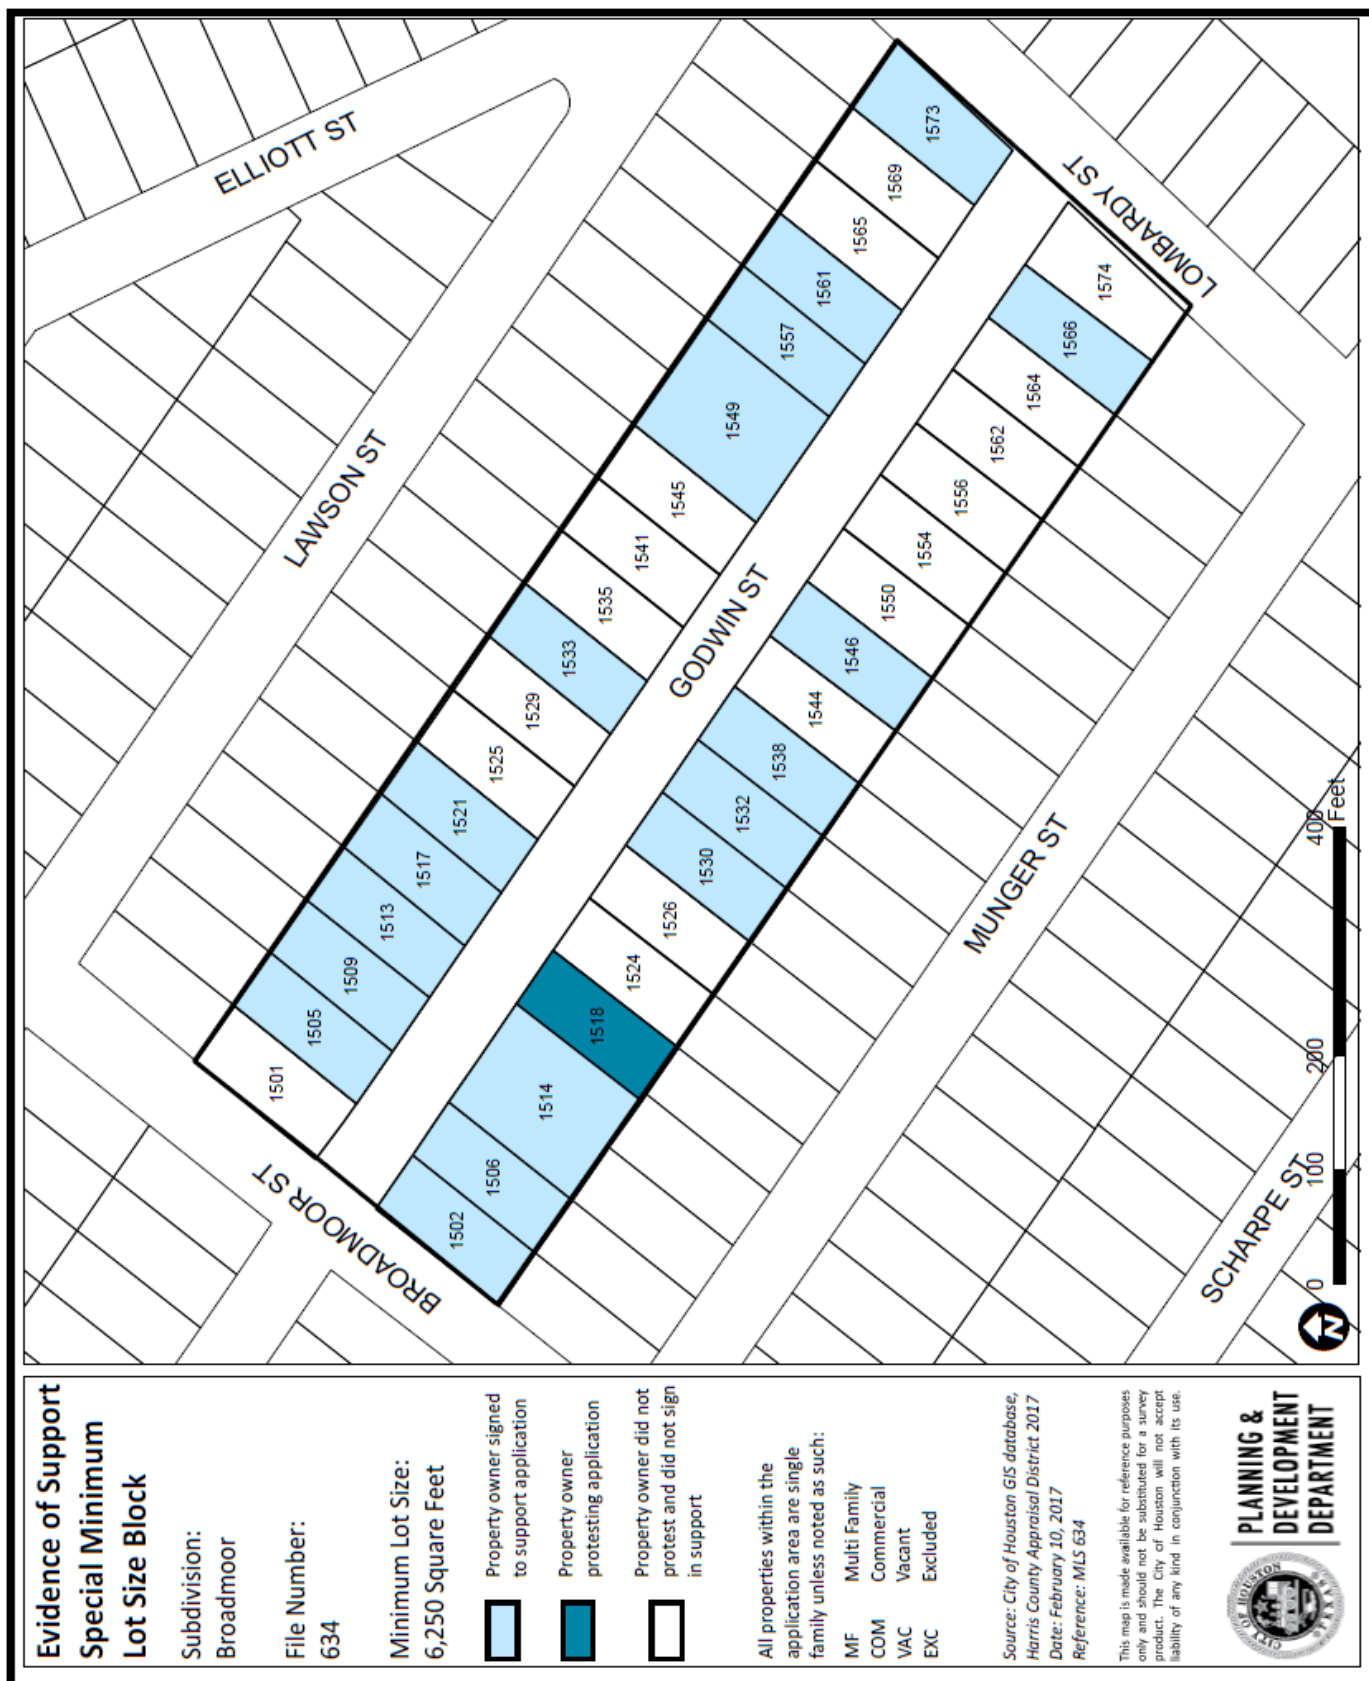 Evidence of Support
Special Minimum
Lot Size Block
Subdivision:
Broadmoor
File Number:
634
Minimum Lot Size:
6,250 Square Feet
Property owner signed
to support application
Property owner
protesting application
Property owner did not
protest and did not sign
in support
All properties within the
application area are single
family unless noted as such:
MF Multi Family
COM Commercial
VAC Vacant
EXC Excluded
Source: City of Houston GIS database,
Harris County Appraisal District 2017
Date: February 10, 2017
Reference: MLS 634
This map is made available for reference purposes
only and should not be substituted for a survey
product. The City of Houston will not accept
liability of any kind in conjunction with its use.
CITY OF HOUSTON
TEXAS
PLANNING &
DEVELOPMENT
DEPARTMENT
ELLIOTT ST
LAWSON ST
BROADMOOR ST
GODWIN ST
LOMBARDY ST
MUNGER ST
SCHARPE ST
1501
1505
1509
1513
1517
1521
1525
1529
1533
1535
1541
1545
1549
1557
1561
1565
1569
1573
1502
1506
1514
1518
1524
1526
1530
1532
1538
1544
1546
1550
1554
1556
1562
1564
1566
1574
N
0 100 200 400
Feet